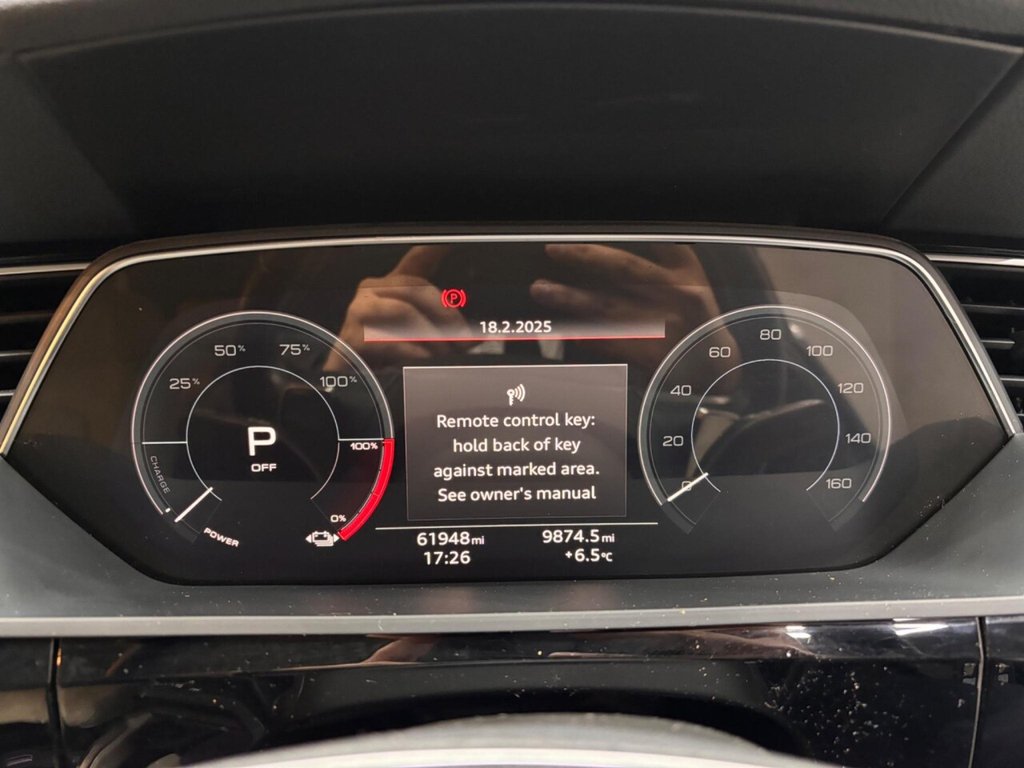 P
18.2.2025
50%
75%
25%
100%
P
OFF
100%
CHARGE
POWER
0%
Remote control key:
hold back of key
against marked area.
See owner's manual
0
20
40
60
80
100
120
140
160
61948mi
9874.5mi
17:26
+6.5°C